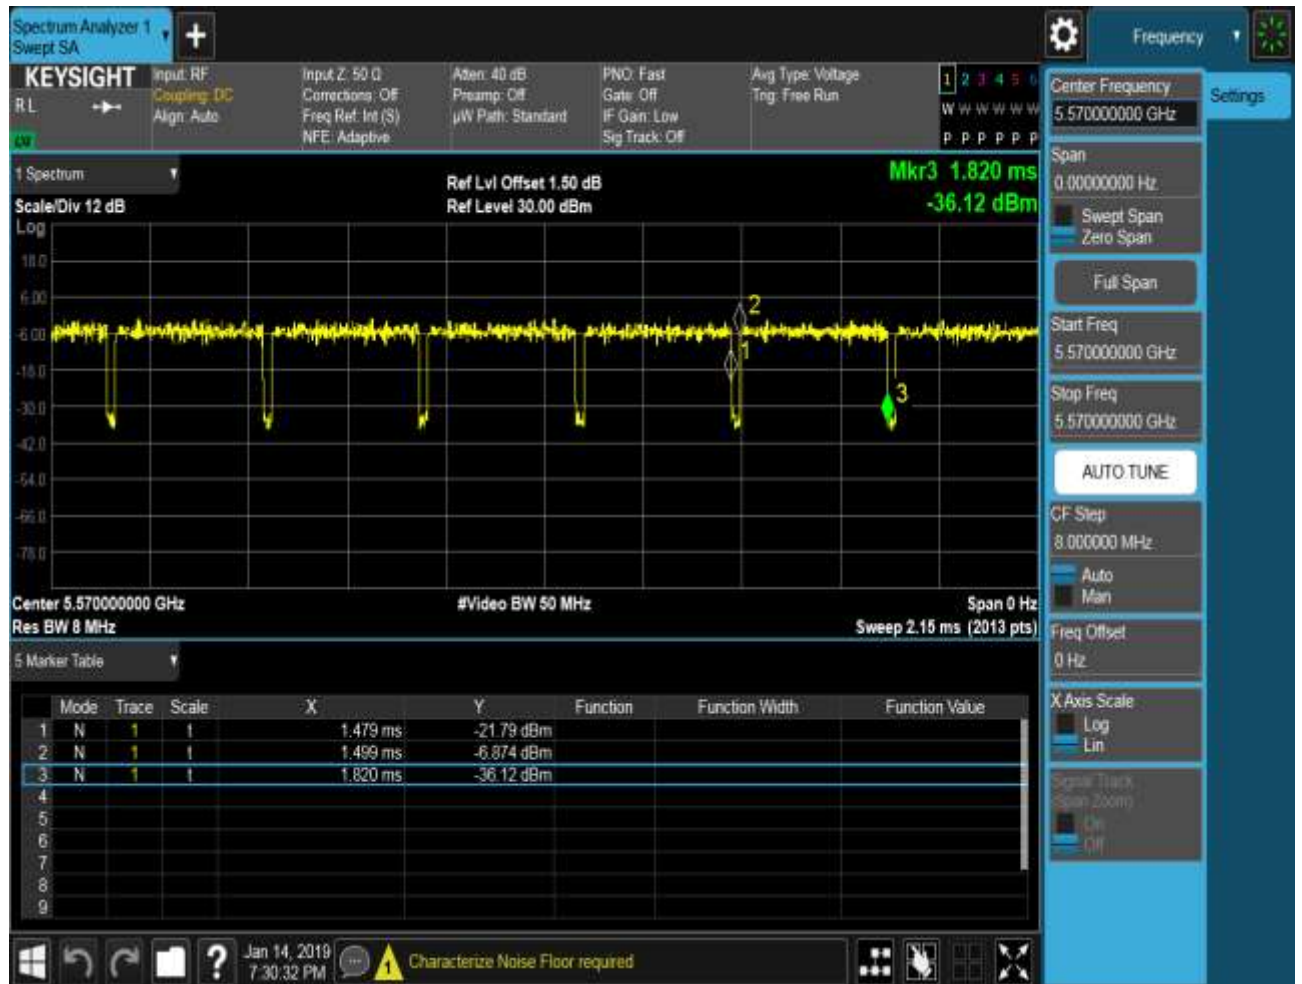 Spectrum Analyzer 1
Swept SA
+
Frequency
KEYSIGHT
RL
Input: RF
Coupling: DC
Align: Auto
Input Z: 50 Ω
Corrections: Off
Freq Ref: Int (S)
NFE: Adaptive
Atten: 40 dB
Preamp: Off
µW Path: Standard
PNO: Fast
Gate: Off
IF Gain: Low
Sig Track: Off
Avg Type: Voltage
Trig: Free Run
1 2 3 4 5 6
W W W W W W
P P P P P P
1 Spectrum
Scale/Div 12 dB
Ref Lvl Offset 1.50 dB
Ref Level 30.00 dBm
Mkr3 1.820 ms
-36.12 dBm
Log
18.0
6.00
-6.00
-18.0
-30.0
-42.0
-54.0
-66.0
-78.0
2
1
3
Center 5.570000000 GHz
#Video BW 50 MHz
Span 0 Hz
Res BW 8 MHz
Sweep 2.15 ms (2013 pts)
5 Marker Table
Mode Trace Scale X Y Function Function Width Function Value
1 N 1 t 1.479 ms -21.79 dBm
2 N 1 t 1.499 ms -6.874 dBm
3 N 1 t 1.820 ms -36.12 dBm
4
5
6
7
8
9
Center Frequency
5.570000000 GHz
Settings
Span
0.00000000 Hz
Swept Span
Zero Span
Full Span
Start Freq
5.570000000 GHz
Stop Freq
5.570000000 GHz
AUTO TUNE
CF Step
8.000000 MHz
Auto
Man
Freq Offset
0 Hz
X Axis Scale
Log
Lin
Signal Track
(Span Zoom)
On
Off
?
Jan 14, 2019
7:30:32 PM
1
Characterize Noise Floor required